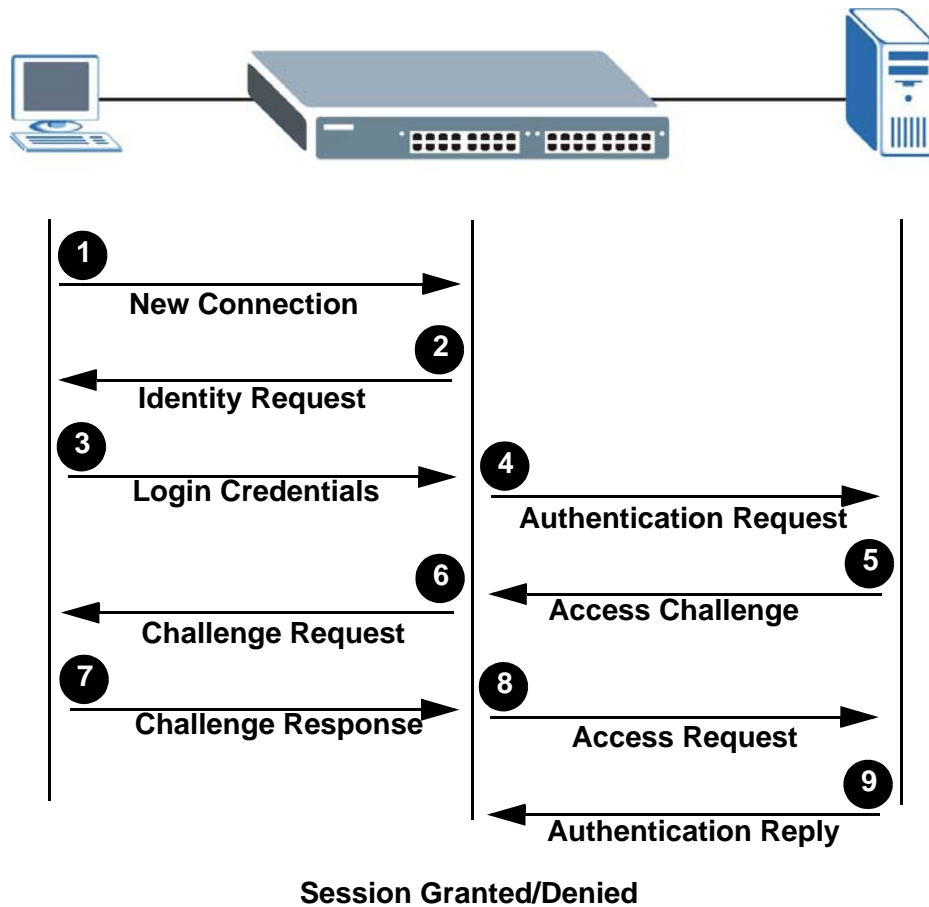 1
New Connection
2
Identity Request
3
Login Credentials
4
Authentication Request
5
Access Challenge
6
Challenge Request
7
Challenge Response
8
Access Request
9
Authentication Reply
Session Granted/Denied